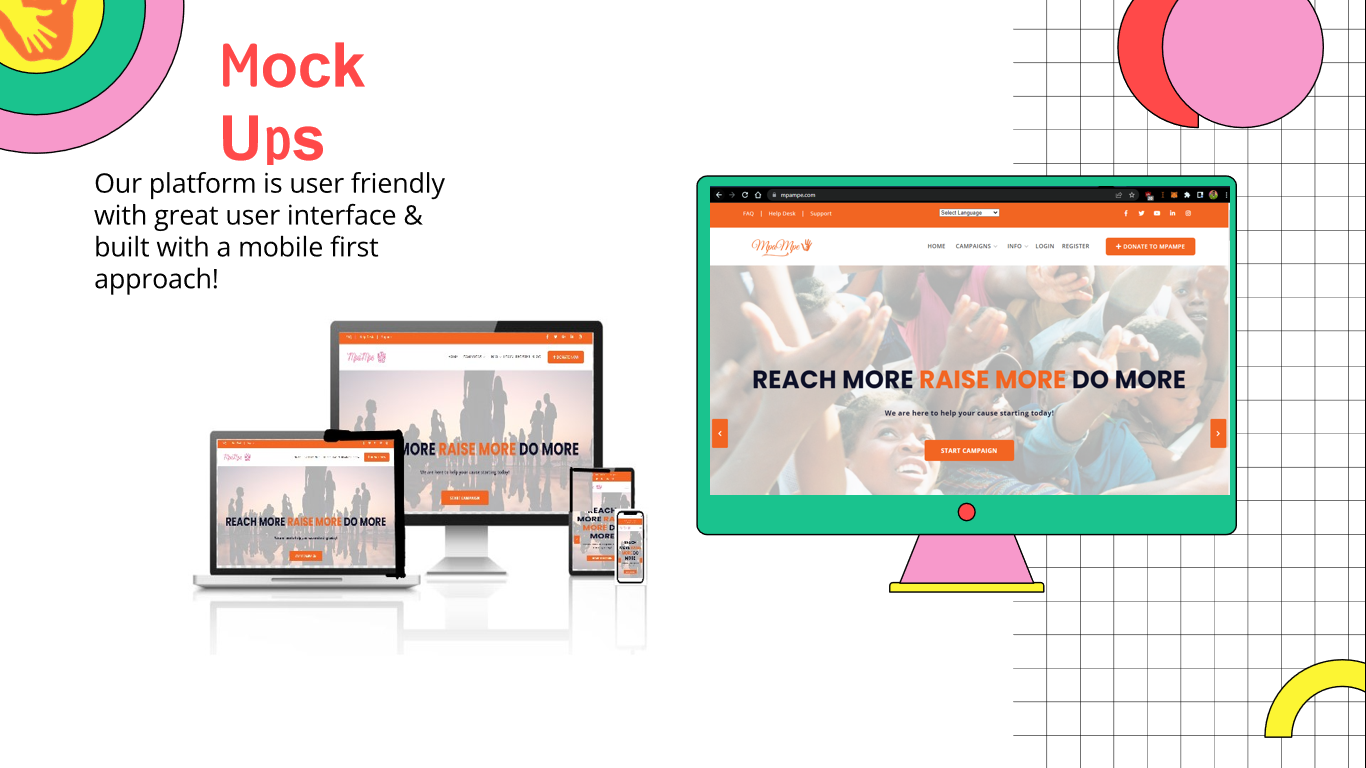 Mock
Ups
Our platform is user friendly
with great user interface &
built with a mobile first
approach!
mpampe.com
FAQ | Help Desk | Support
Select Language
MpaMpe
HOME CAMPAIGNS INFO LOGIN REGISTER
+ DONATE TO MPAMPE
REACH MORE RAISE MORE DO MORE
We are here to help your cause starting today!
START CAMPAIGN
MpaMpe
MORE RAISE MORE DO MORE
We are here to help your cause starting today!
START CAMPAIGN
MpaMpe
REACH MORE RAISE MORE DO MORE